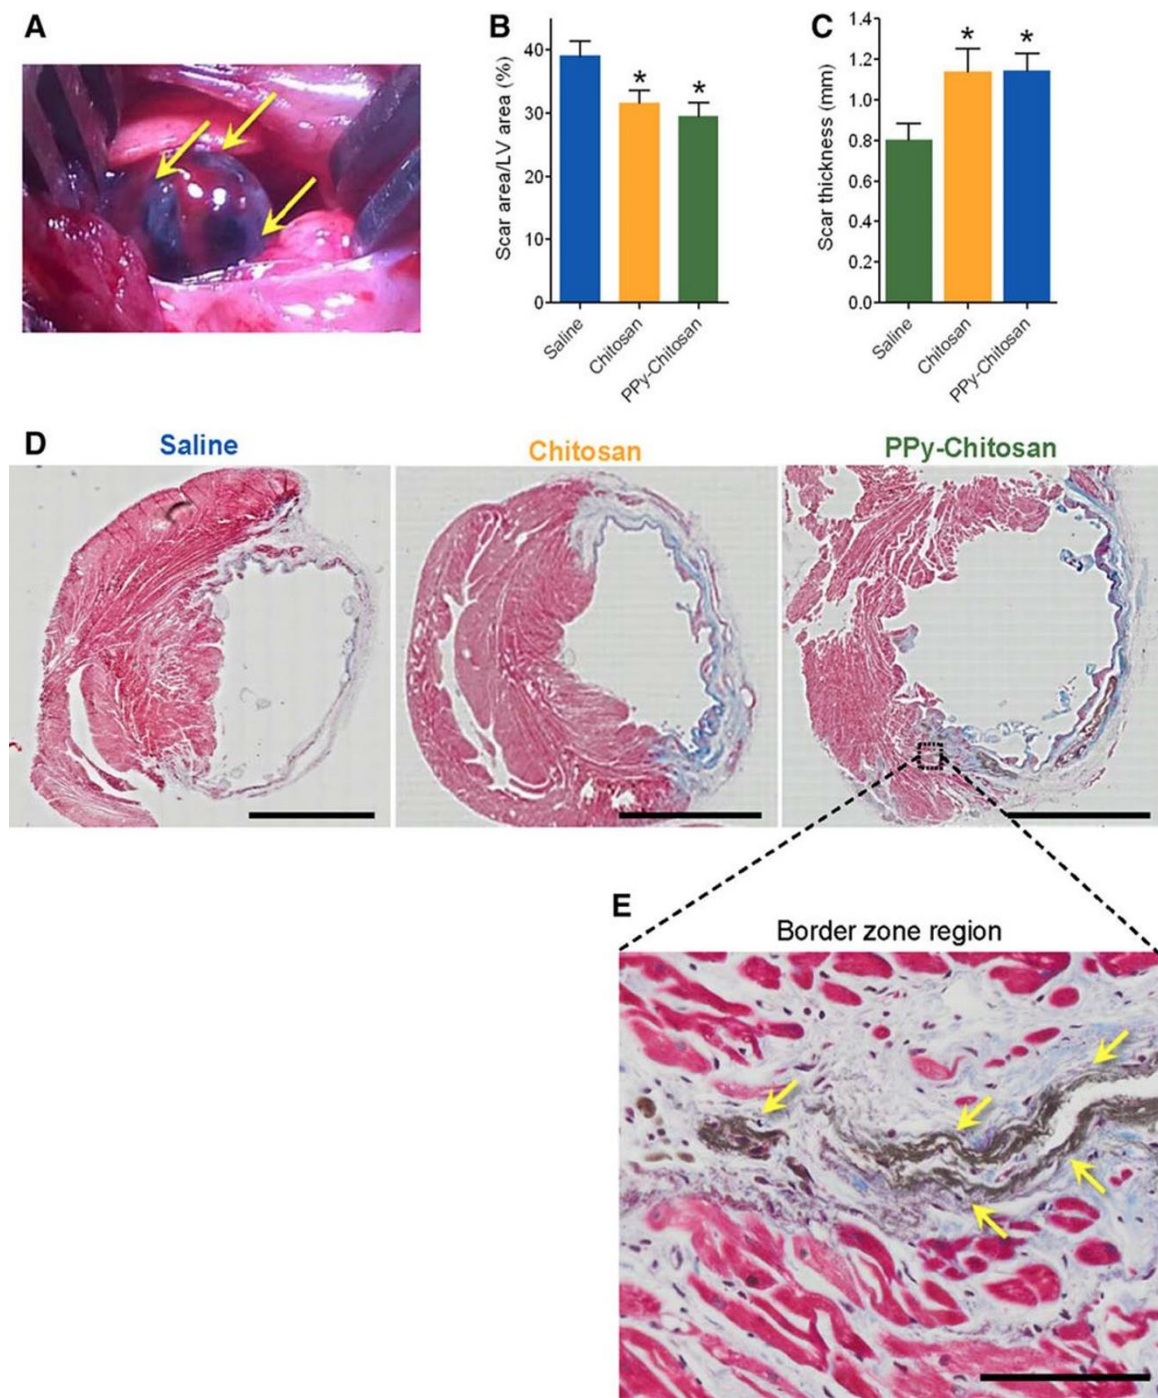 A
B
Scar area/LV area (%)
40
30
20
10
0
Saline
Chitosan
PPy-Chitosan
*
*
C
Scar thickness (mm)
1.4
1.2
1.0
0.8
0.6
0.4
0.2
0.0
Saline
Chitosan
PPy-Chitosan
*
*
D
Saline
Chitosan
PPy-Chitosan
E
Border zone region